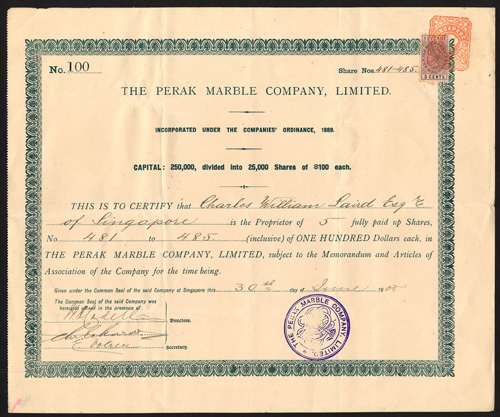 No. 100
Share Nos. 481-485.
3 CENTS
THE PERAK MARBLE COMPANY, LIMITED.
INCORPORATED UNDER THE COMPANIES' ORDINANCE, 1889.
CAPITAL: 250,000, divided into 25,000 Shares of $100 each.
THIS IS TO CERTIFY that Charles William Laird Esqre
of Singapore is the Proprietor of 5 fully paid up Shares,
No 481 to 485. (inclusive) of ONE HUNDRED Dollars each, in
THE PERAK MARBLE COMPANY, LIMITED, subject to the Memorandum and Articles of
Association of the Company for the time being.
Given under the Common Seal of the said Company at Singapore this 30th day June
The Common Seal of the said Company was
hereunto affixed in the presence of
Directors.
Secretary.
THE PERAK MARBLE COMPANY, LIMITED.